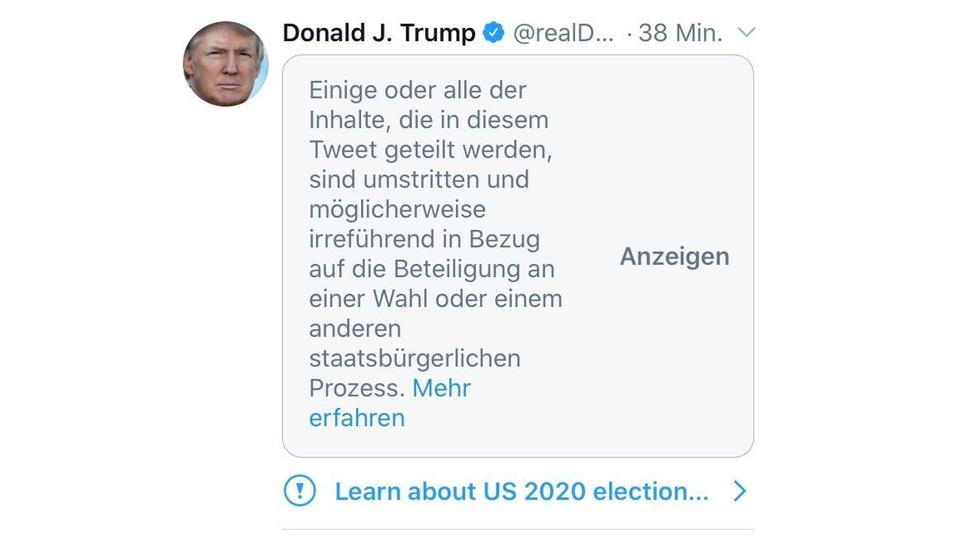 Donald J. Trump @realD... · 38 Min.
Einige oder alle der
Inhalte, die in diesem
Tweet geteilt werden,
sind umstritten und
möglicherweise
irreführend in Bezug
auf die Beteiligung an
einer Wahl oder einem
anderen
staatsbürgerlichen
Prozess. Mehr
erfahren
Anzeigen
Learn about US 2020 election...